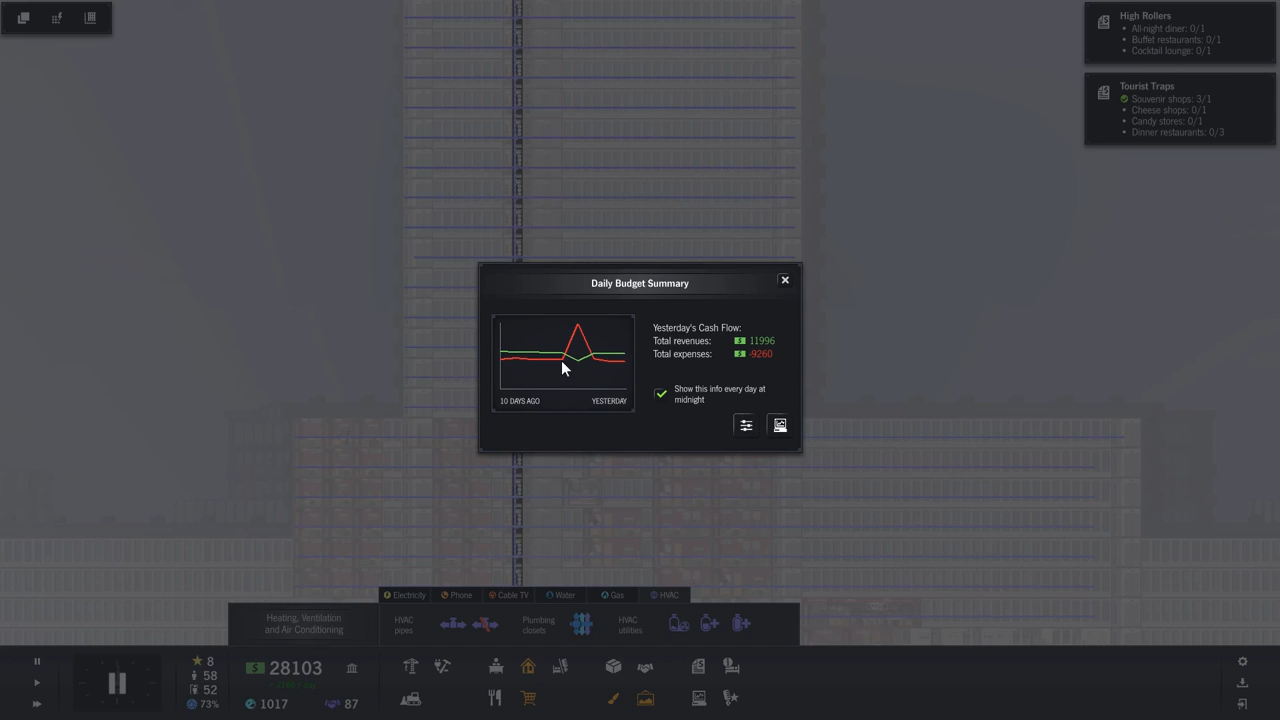 High Rollers
• All-night diner: 0/1
• Buffet restaurants: 0/1
• Cocktail lounge: 0/1
Tourist Traps
Souvenir shops: 3/1
• Cheese shops: 0/1
• Candy stores: 0/1
• Dinner restaurants: 0/3
Daily Budget Summary
Yesterday's Cash Flow:
Total revenues: 11996
Total expenses: -9260
Show this info every day at
midnight
10 DAYS AGO YESTERDAY
Electricity Phone Cable TV Water Gas HVAC
Heating, Ventilation
and Air Conditioning
HVAC
pipes
Plumbing
closets
HVAC
utilities
8
58
52
73%
28103
1017
87